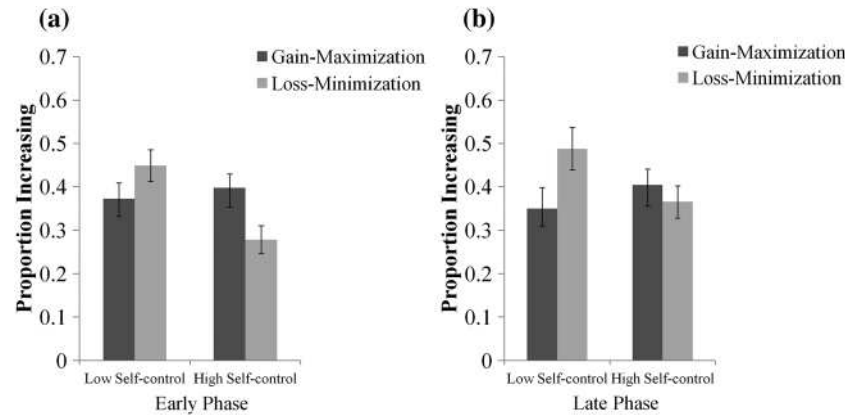 (a)
Proportion Increasing
0.7
0.6
0.5
0.4
0.3
0.2
0.1
0
Gain-Maximization
Loss-Minimization
Low Self-control High Self-control
Early Phase
(b)
Proportion Increasing
0.7
0.6
0.5
0.4
0.3
0.2
0.1
0
Gain-Maximization
Loss-Minimization
Low Self-control High Self-control
Late Phase